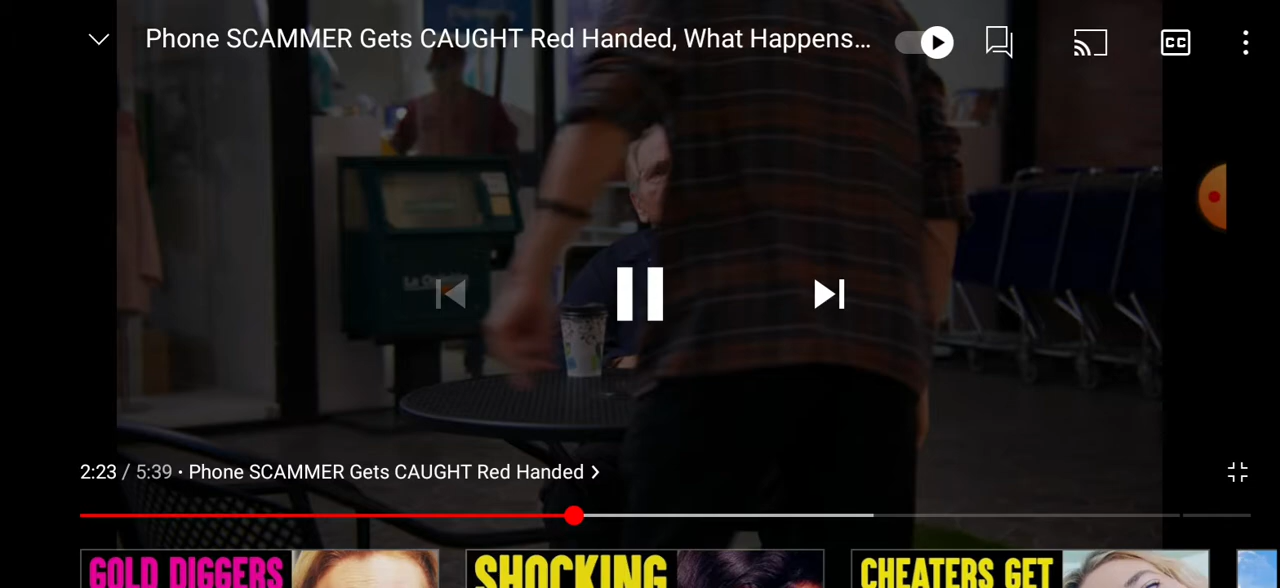 Phone SCAMMER Gets CAUGHT Red Handed, What Happens...
CC
2:23 / 5:39 • Phone SCAMMER Gets CAUGHT Red Handed
GOLD DIGGERS
SHOCKING
CHEATERS GET